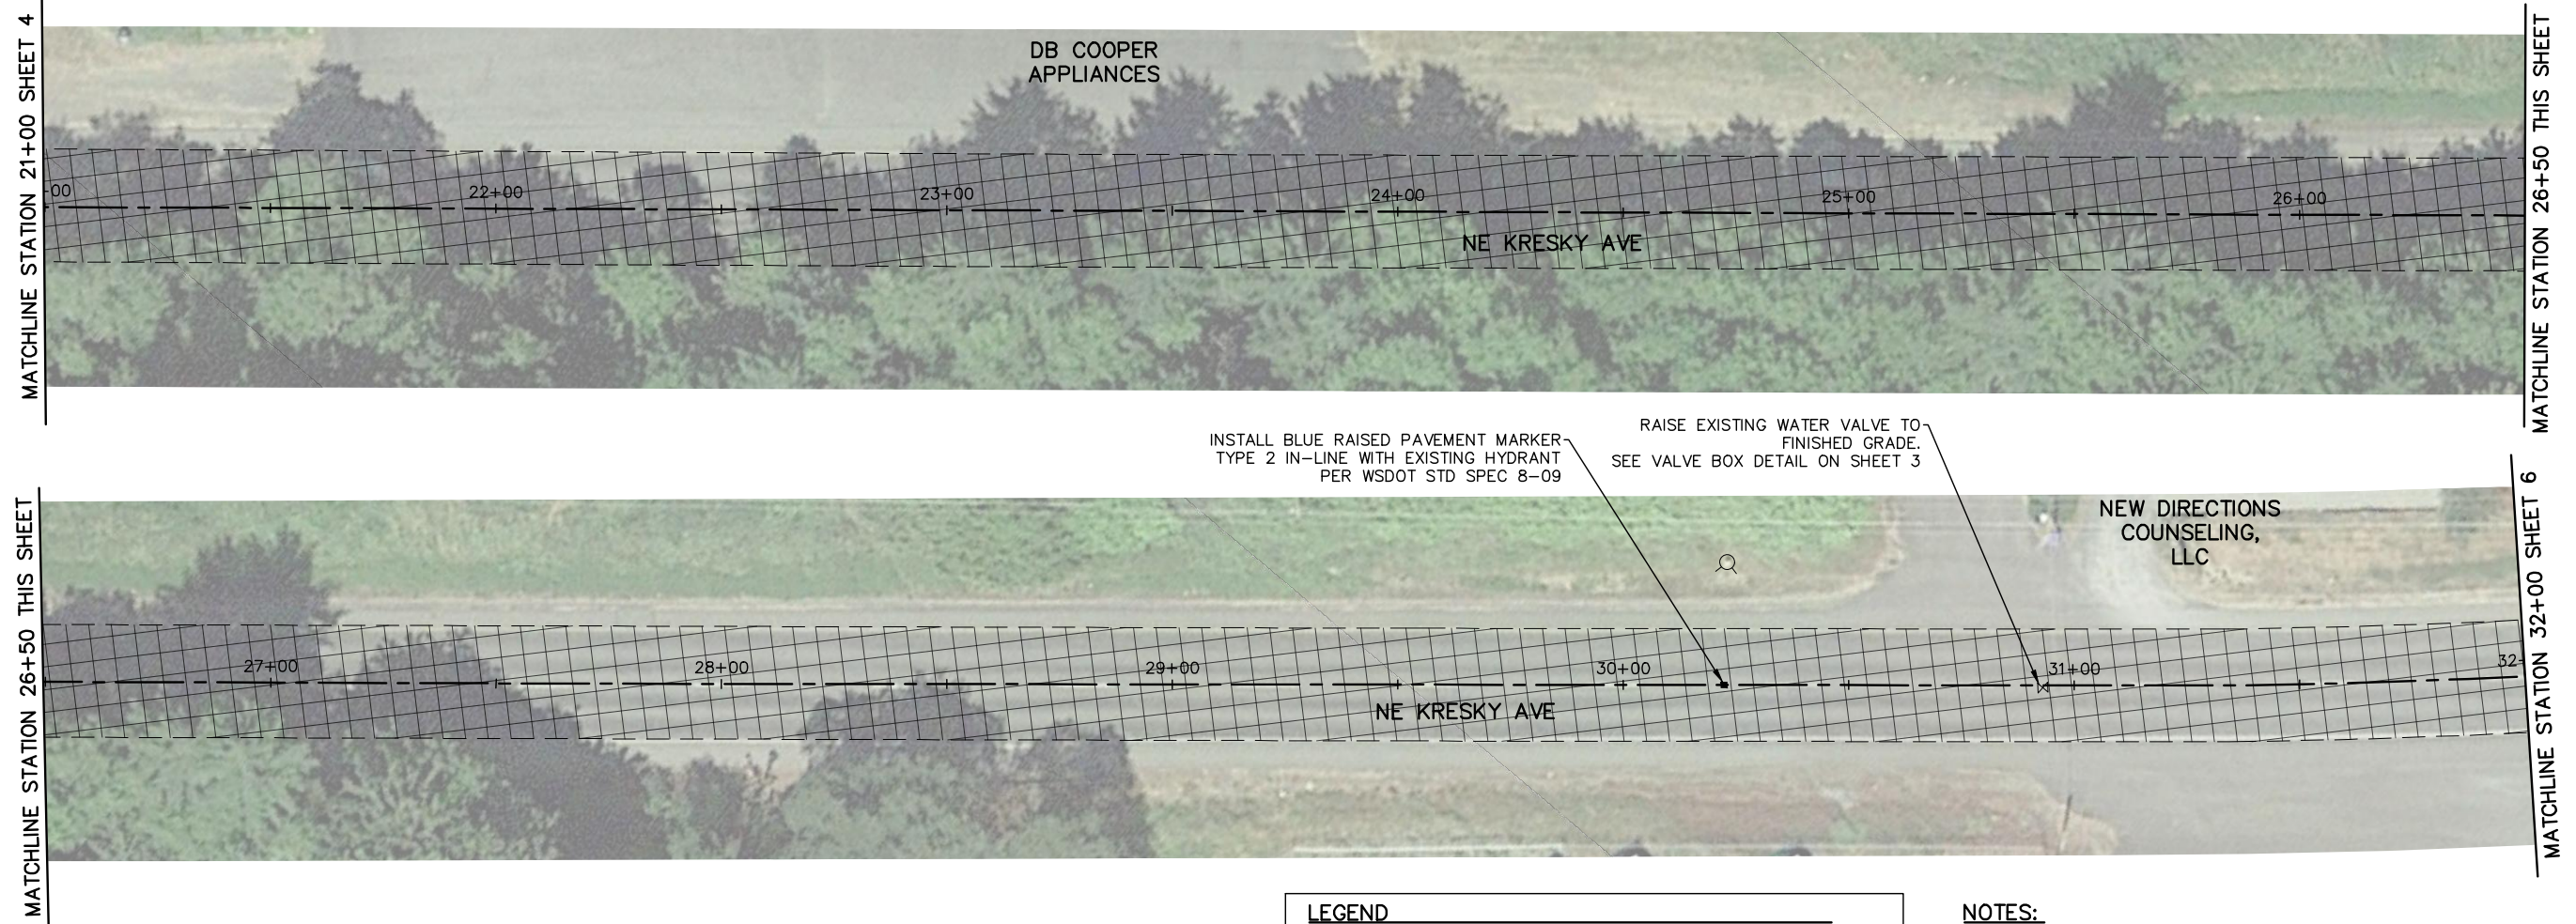 MATCHLINE STATION 21+00 SHEET 4
DB COOPER
APPLIANCES
+00
22+00
23+00
24+00
25+00
26+00
NE KRESKY AVE
MATCHLINE STATION 26+50 THIS SHEET
INSTALL BLUE RAISED PAVEMENT MARKER
TYPE 2 IN-LINE WITH EXISTING HYDRANT
PER WSDOT STD SPEC 8-09
RAISE EXISTING WATER VALVE TO
FINISHED GRADE.
SEE VALVE BOX DETAIL ON SHEET 3
MATCHLINE STATION 26+50 THIS SHEET
NEW DIRECTIONS
COUNSELING,
LLC
27+00
28+00
29+00
30+00
31+00
32+
NE KRESKY AVE
MATCHLINE STATION 32+00 SHEET 6
LEGEND
NOTES: